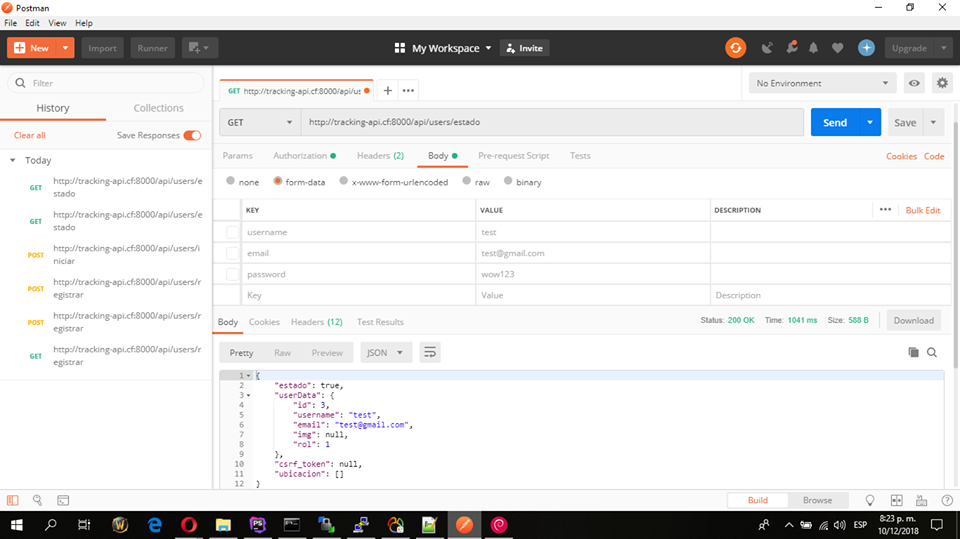 Postman
File Edit View Help
New Import Runner My Workspace Invite Upgrade
Filter
History Collections
Clear all Save Responses
Today
GET http://tracking-api.cf:8000/api/users/e
stado
GET http://tracking-api.cf:8000/api/users/e
stado
POST http://tracking-api.cf:8000/api/users/i
niciar
POST http://tracking-api.cf:8000/api/users/r
egistrar
POST http://tracking-api.cf:8000/api/users/r
egistrar
GET http://tracking-api.cf:8000/api/users/r
egistrar
GET http://tracking-api.cf:8000/api/us
No Environment
GET http://tracking-api.cf:8000/api/users/estado Send Save
Params Authorization Headers (2) Body Pre-request Script Tests Cookies Code
none form-data x-www-form-urlencoded raw binary
KEY VALUE DESCRIPTION ••• Bulk Edit
username test
email test@gmail.com
password wow123
Key Value Description
Body Cookies Headers (12) Test Results Status: 200 OK Time: 1041 ms Size: 588 B Download
Pretty Raw Preview JSON
1 {
2 "estado": true,
3 "userData": {
4 "id": 3,
5 "username": "test",
6 "email": "test@gmail.com",
7 "img": null,
8 "rol": 1
9 },
10 "csrf_token": null,
11 "ubicacion": []
12 }
Build Browse
PS
ESP
8:23 p. m.
10/12/2018